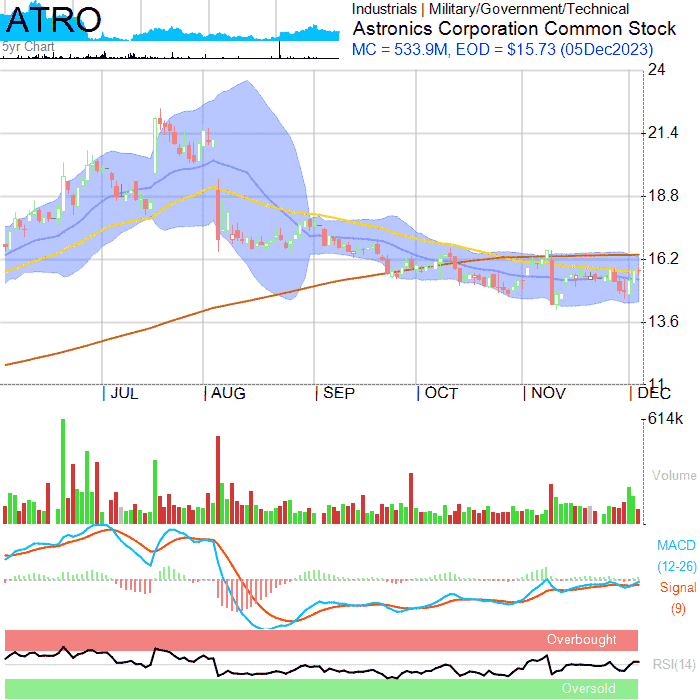 ATRO
5yr Chart
Industrials | Military/Government/Technical
Astronics Corporation Common Stock
MC = 533.9M, EOD = $15.73 (05Dec2023)
24
21.4
18.8
16.2
13.6
11
JUL AUG SEP OCT NOV DEC
614k
Volume
MACD
(12-26)
Signal
(9)
Overbought
RSI(14)
Oversold